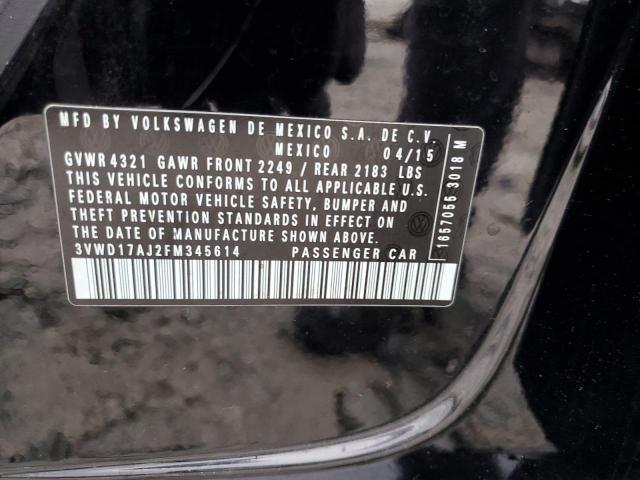 MFD BY VOLKSWAGEN DE MEXICO S.A. DE C.V.
MEXICO 04/15
GVWR 4321 GAWR FRONT 2249 / REAR 2183 LBS
THIS VEHICLE CONFORMS TO ALL APPLICABLE U.S.
FEDERAL MOTOR VEHICLE SAFETY, BUMPER AND
THEFT PREVENTION STANDARDS IN EFFECT ON
THE DATE OF MANUFACTURE SHOWN ABOVE.
3VWD17AJ2FM345614 PASSENGER CAR
1657055 3018 M